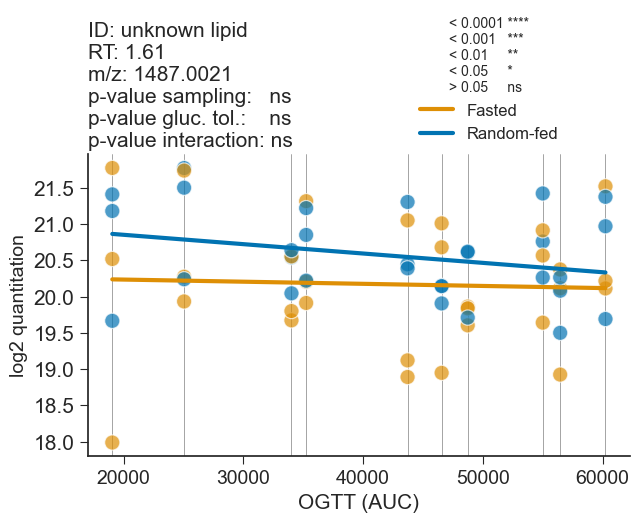 ID: unknown lipid
RT: 1.61
m/z: 1487.0021
p-value sampling: ns
p-value gluc. tol.: ns
p-value interaction: ns
< 0.0001 ****
< 0.001 ***
< 0.01 **
< 0.05 *
> 0.05 ns
Fasted
Random-fed
log2 quantitation
21.5
21.0
20.5
20.0
19.5
19.0
18.5
18.0
20000 30000 40000 50000 60000
OGTT (AUC)